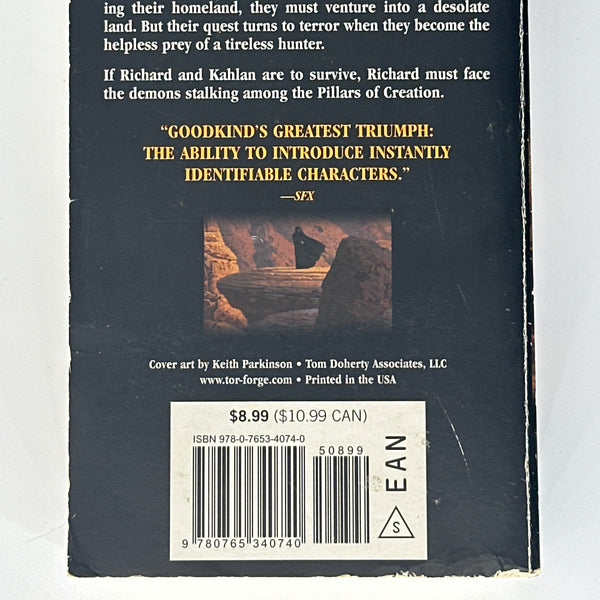 ing their homeland, they must venture into a desolate
land. But their quest turns to terror when they become the
helpless prey of a tireless hunter.
If Richard and Kahlan are to survive, Richard must face
the demons stalking among the Pillars of Creation.
“GOODKIND’S GREATEST TRIUMPH:
THE ABILITY TO INTRODUCE INSTANTLY
IDENTIFIABLE CHARACTERS.”
—SFX
Cover art by Keith Parkinson • Tom Doherty Associates, LLC
www.tor-forge.com • Printed in the USA
$8.99 ($10.99 CAN)
ISBN 978-0-7653-4074-0
50899
9 780765 340740
EAN
S